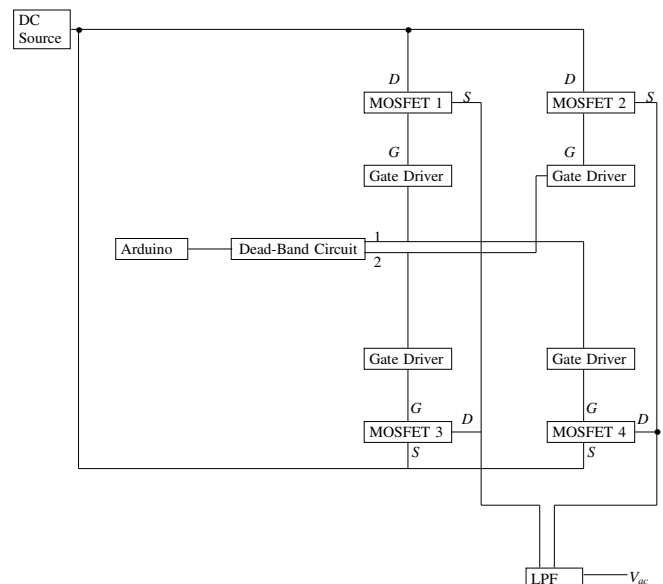 DC
Source
D
D
MOSFET 1
S
MOSFET 2
S
G
G
Gate Driver
Gate Driver
1
Arduino
Dead-Band Circuit
2
Gate Driver
Gate Driver
G
G
MOSFET 3
D
MOSFET 4
D
S
S
LPF
Vac